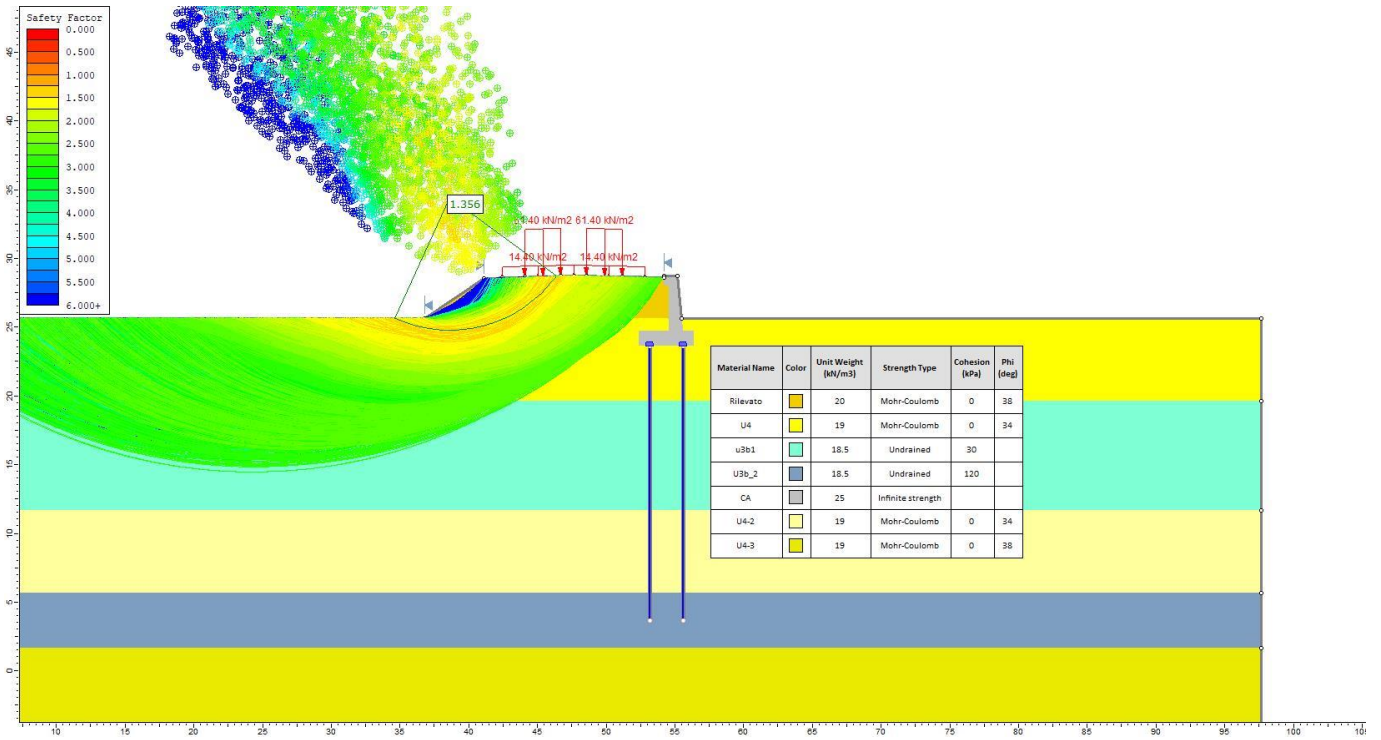 Safety Factor
0.000
0.500
1.000
1.500
2.000
2.500
3.000
3.500
4.000
4.500
5.000
5.500
6.000+
1.356
61.40 kN/m2
14.40 kN/m2 14.40 kN/m2
Material Name Color Unit Weight (kN/m3) Strength Type Cohesion (kPa) Phi (deg)
Rilevato 20 Mohr-Coulomb 0 38
U4 19 Mohr-Coulomb 0 34
u3b1 18.5 Undrained 30
U3b_2 18.5 Undrained 120
CA 25 Infinite strength
U4-2 19 Mohr-Coulomb 0 34
U4-3 19 Mohr-Coulomb 0 38
45
40
35
30
25
20
15
10
5
0
10 15 20 25 30 35 40 45 50 55 60 65 70 75 80 85 90 95 100